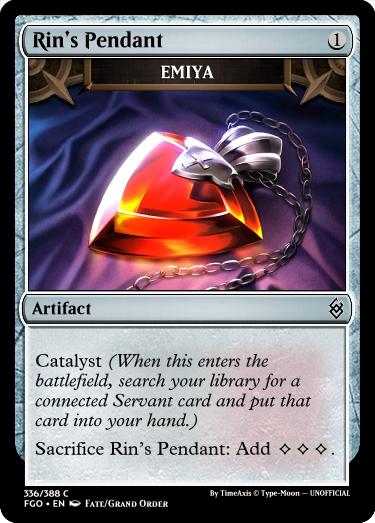 Rin's Pendant 1
EMIYA
Artifact
Catalyst (When this enters the
battlefield, search your library for a
connected Servant card and put that
card into your hand.)
Sacrifice Rin's Pendant: Add ◇ ◇ ◇.
336/388 C
FGO • EN Fate/Grand Order
By TimeAxis © Type-Moon — UNOFFICIAL